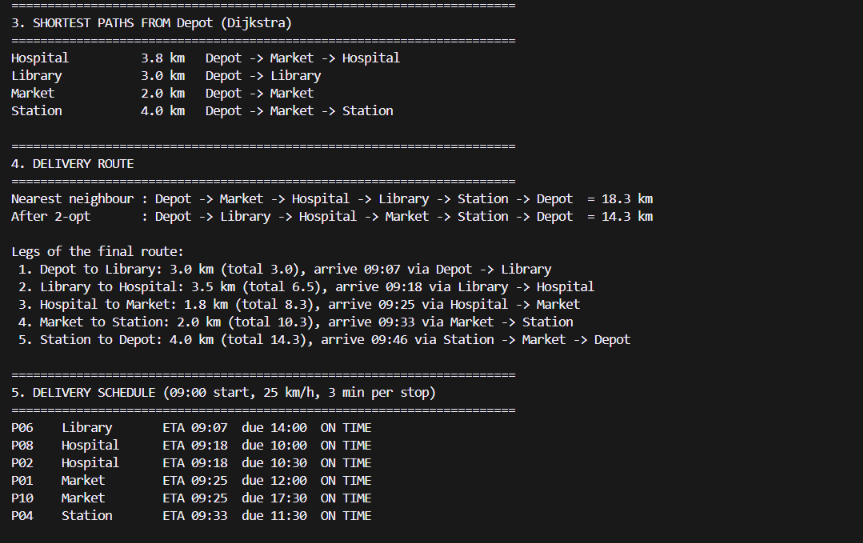 ======================================================================
3. SHORTEST PATHS FROM Depot (Dijkstra)
======================================================================
Hospital          3.8 km   Depot -> Market -> Hospital
Library           3.0 km   Depot -> Library
Market            2.0 km   Depot -> Market
Station           4.0 km   Depot -> Market -> Station
======================================================================
4. DELIVERY ROUTE
======================================================================
Nearest neighbour : Depot -> Market -> Hospital -> Library -> Station -> Depot  = 18.3 km
After 2-opt       : Depot -> Library -> Hospital -> Market -> Station -> Depot  = 14.3 km
Legs of the final route:
 1. Depot to Library: 3.0 km (total 3.0), arrive 09:07 via Depot -> Library
 2. Library to Hospital: 3.5 km (total 6.5), arrive 09:18 via Library -> Hospital
 3. Hospital to Market: 1.8 km (total 8.3), arrive 09:25 via Hospital -> Market
 4. Market to Station: 2.0 km (total 10.3), arrive 09:33 via Market -> Station
 5. Station to Depot: 4.0 km (total 14.3), arrive 09:46 via Station -> Market -> Depot
======================================================================
5. DELIVERY SCHEDULE (09:00 start, 25 km/h, 3 min per stop)
======================================================================
P06    Library       ETA 09:07  due 14:00  ON TIME
P08    Hospital      ETA 09:18  due 10:00  ON TIME
P02    Hospital      ETA 09:18  due 10:30  ON TIME
P01    Market        ETA 09:25  due 12:00  ON TIME
P10    Market        ETA 09:25  due 17:30  ON TIME
P04    Station       ETA 09:33  due 11:30  ON TIME